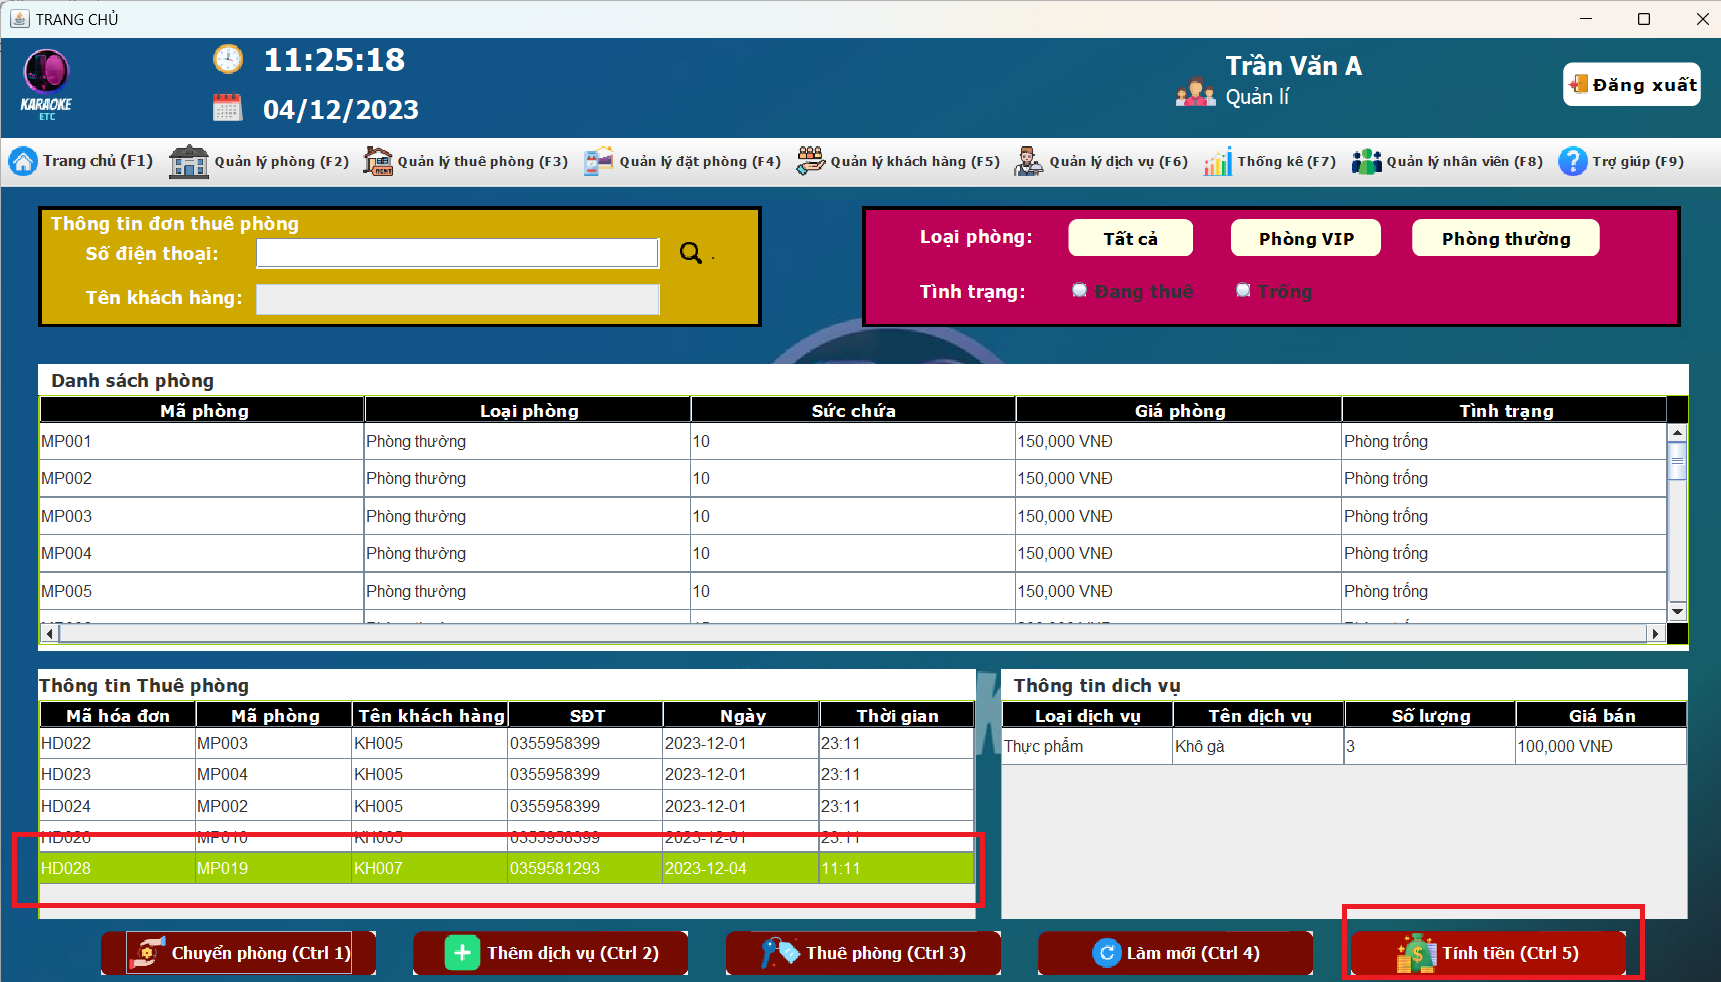 TRANG CHỦ
KARAOKE
ETC
11:25:18
04/12/2023
Trần Văn A
Quản lí
Đăng xuất
Trang chủ (F1) Quản lý phòng (F2) Quản lý thuê phòng (F3) Quản lý đặt phòng (F4) Quản lý khách hàng (F5) Quản lý dịch vụ (F6) Thống kê (F7) Quản lý nhân viên (F8) Trợ giúp (F9)
Thông tin đơn thuê phòng
Số điện thoại: .
Tên khách hàng:
Loại phòng: Tất cả Phòng VIP Phòng thường
Tình trạng: Đang thuê Trống
Danh sách phòng
Mã phòng Loại phòng Sức chứa Giá phòng Tình trạng
MP001 Phòng thường 10 150,000 VNĐ Phòng trống
MP002 Phòng thường 10 150,000 VNĐ Phòng trống
MP003 Phòng thường 10 150,000 VNĐ Phòng trống
MP004 Phòng thường 10 150,000 VNĐ Phòng trống
MP005 Phòng thường 10 150,000 VNĐ Phòng trống
Thông tin Thuê phòng
Mã hóa đơn Mã phòng Tên khách hàng SĐT Ngày Thời gian
HD022 MP003 KH005 0355958399 2023-12-01 23:11
HD023 MP004 KH005 0355958399 2023-12-01 23:11
HD024 MP002 KH005 0355958399 2023-12-01 23:11
HD026 MP010 KH005 0355958399 2023-12-01 23:11
HD028 MP019 KH007 0359581293 2023-12-04 11:11
Thông tin dịch vụ
Loại dịch vụ Tên dịch vụ Số lượng Giá bán
Thực phẩm Khô gà 3 100,000 VNĐ
Chuyển phòng (Ctrl 1) Thêm dịch vụ (Ctrl 2) Thuê phòng (Ctrl 3) Làm mới (Ctrl 4) Tính tiền (Ctrl 5)